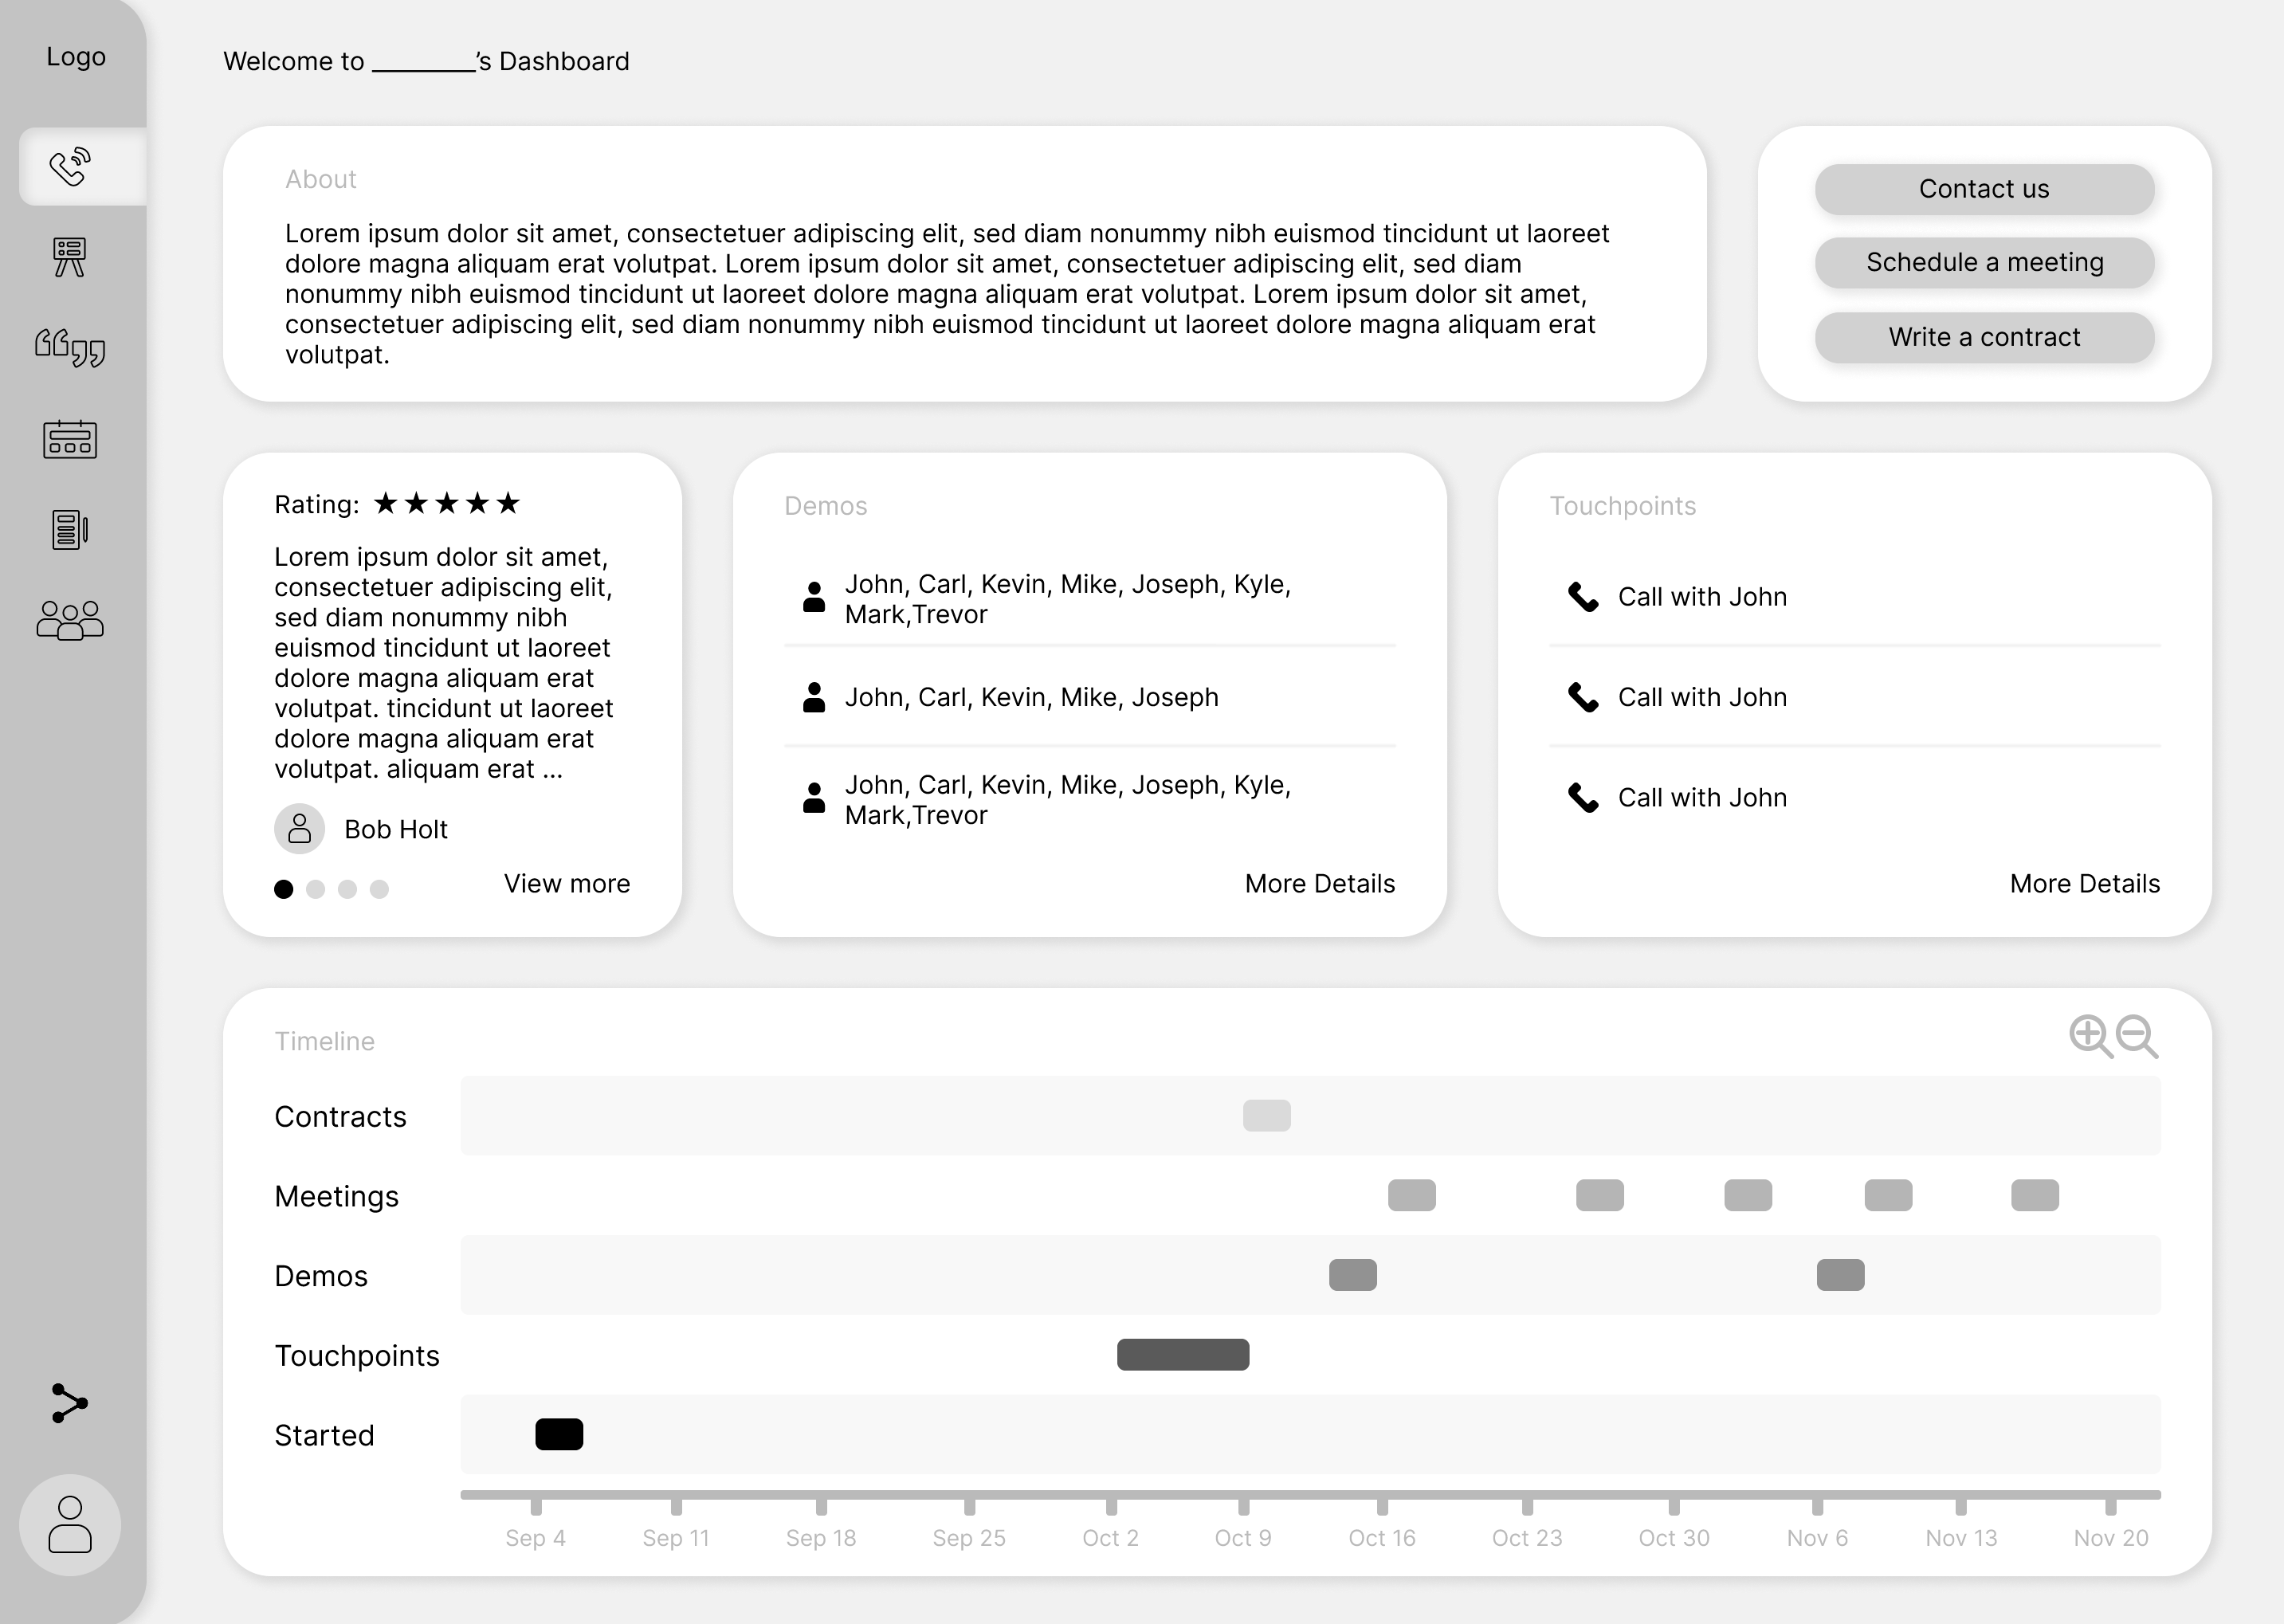 Logo
Welcome to ________'s Dashboard
About
Lorem ipsum dolor sit amet, consectetuer adipiscing elit, sed diam nonummy nibh euismod tincidunt ut laoreet
dolore magna aliquam erat volutpat. Lorem ipsum dolor sit amet, consectetuer adipiscing elit, sed diam
nonummy nibh euismod tincidunt ut laoreet dolore magna aliquam erat volutpat. Lorem ipsum dolor sit amet,
consectetuer adipiscing elit, sed diam nonummy nibh euismod tincidunt ut laoreet dolore magna aliquam erat
volutpat.
Contact us
Schedule a meeting
Write a contract
Rating: ★★★★★
Lorem ipsum dolor sit amet,
consectetuer adipiscing elit,
sed diam nonummy nibh
euismod tincidunt ut laoreet
dolore magna aliquam erat
volutpat. tincidunt ut laoreet
dolore magna aliquam erat
volutpat. aliquam erat ...
Bob Holt
View more
Demos
John, Carl, Kevin, Mike, Joseph, Kyle,
Mark,Trevor
John, Carl, Kevin, Mike, Joseph
John, Carl, Kevin, Mike, Joseph, Kyle,
Mark,Trevor
More Details
Touchpoints
Call with John
Call with John
Call with John
More Details
Timeline
Contracts
Meetings
Demos
Touchpoints
Started
Sep 4 Sep 11 Sep 18 Sep 25 Oct 2 Oct 9 Oct 16 Oct 23 Oct 30 Nov 6 Nov 13 Nov 20